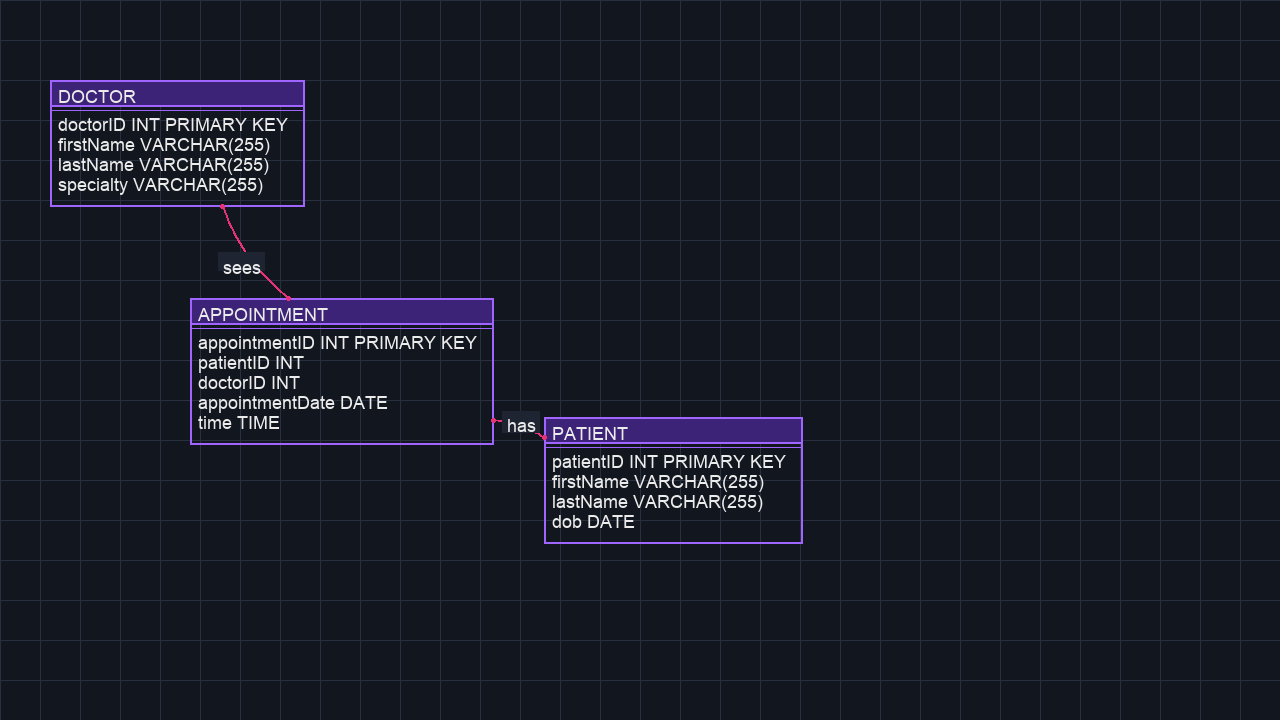 DOCTOR
doctorID INT PRIMARY KEY
firstName VARCHAR(255)
lastName VARCHAR(255)
specialty VARCHAR(255)
sees
APPOINTMENT
appointmentID INT PRIMARY KEY
patientID INT
doctorID INT
appointmentDate DATE
time TIME
has
PATIENT
patientID INT PRIMARY KEY
firstName VARCHAR(255)
lastName VARCHAR(255)
dob DATE